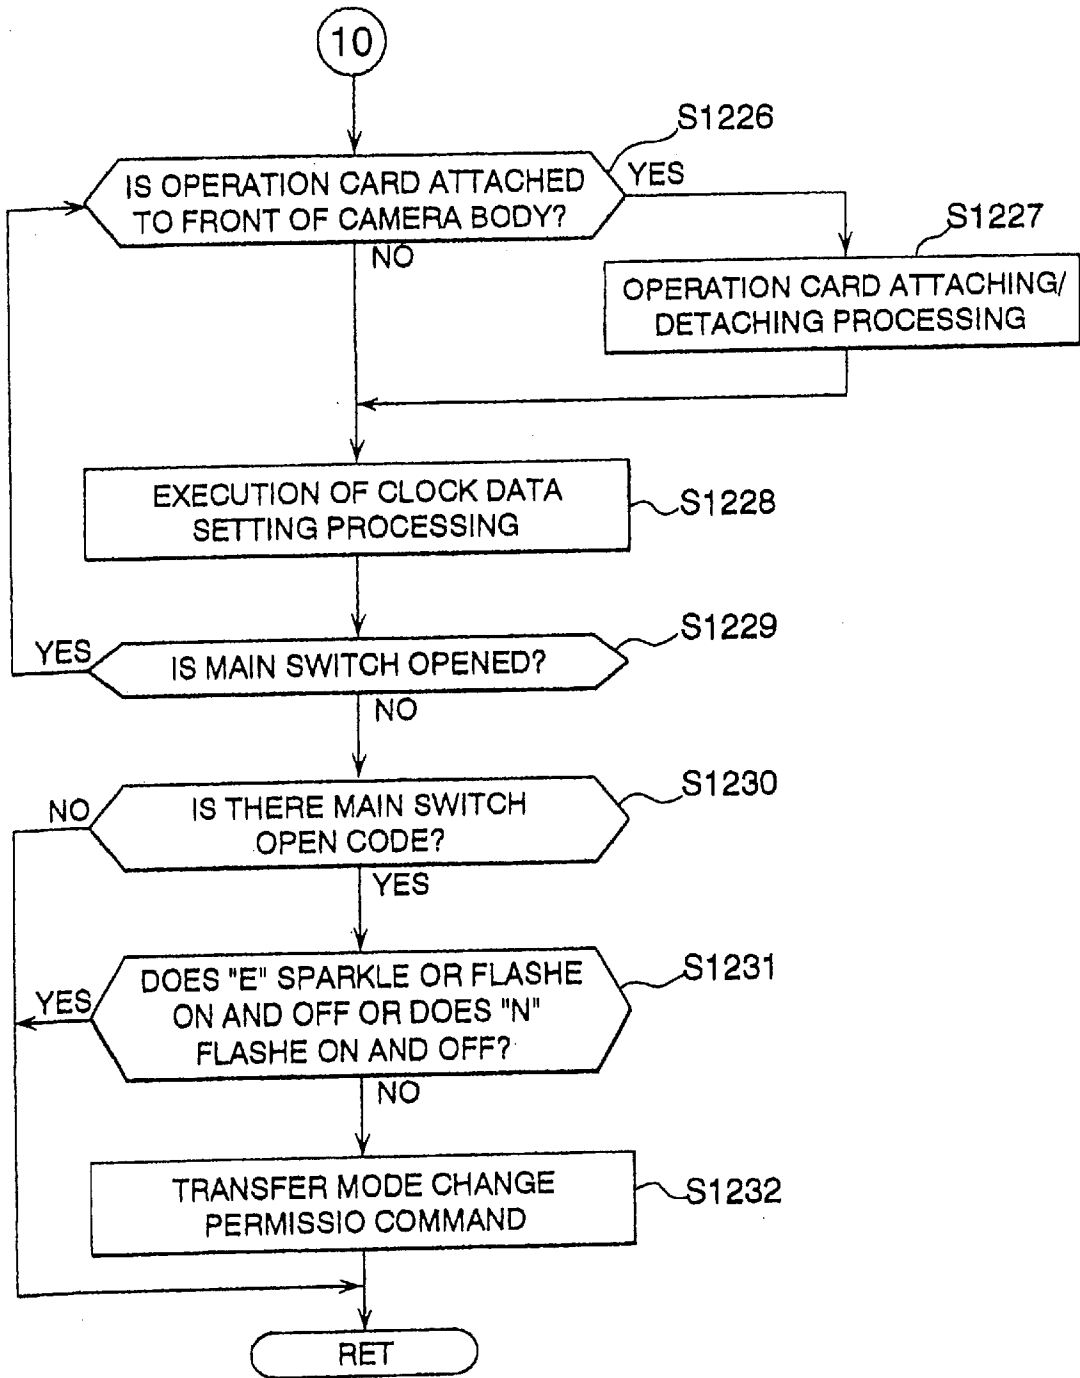 10
S1226
IS OPERATION CARD ATTACHED
TO FRONT OF CAMERA BODY?
YES
NO
S1227
OPERATION CARD ATTACHING/
DETACHING PROCESSING
EXECUTION OF CLOCK DATA
SETTING PROCESSING
S1228
S1229
YES
IS MAIN SWITCH OPENED?
NO
S1230
NO
IS THERE MAIN SWITCH
OPEN CODE?
YES
S1231
DOES "E" SPARKLE OR FLASHE
YES
ON AND OFF OR DOES "N"
FLASHE ON AND OFF?
NO
TRANSFER MODE CHANGE
PERMISSIO COMMAND
S1232
RET